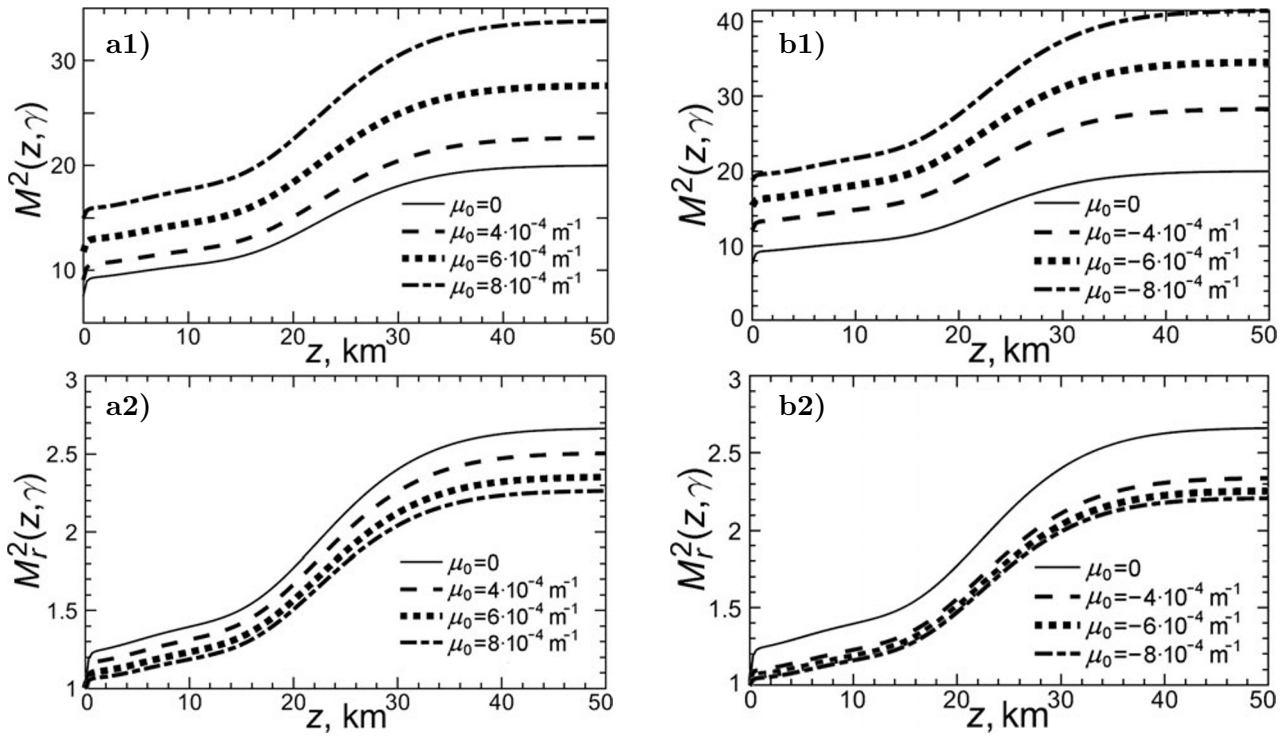 a1)
M²(z,γ)
30
20
10
μ₀=0
μ₀=4·10⁻⁴ m⁻¹
μ₀=6·10⁻⁴ m⁻¹
μ₀=8·10⁻⁴ m⁻¹
0 10 20 30 40 50
z, km
b1)
M²(z,γ)
40
30
20
10
0
μ₀=0
μ₀=−4·10⁻⁴ m⁻¹
μ₀=−6·10⁻⁴ m⁻¹
μ₀=−8·10⁻⁴ m⁻¹
0 10 20 30 40 50
z, km
a2)
Mᵣ²(z,γ)
3
2.5
2
1.5
1
μ₀=0
μ₀=4·10⁻⁴ m⁻¹
μ₀=6·10⁻⁴ m⁻¹
μ₀=8·10⁻⁴ m⁻¹
0 10 20 30 40 50
z, km
b2)
Mᵣ²(z,γ)
3
2.5
2
1.5
1
μ₀=0
μ₀=−4·10⁻⁴ m⁻¹
μ₀=−6·10⁻⁴ m⁻¹
μ₀=−8·10⁻⁴ m⁻¹
0 10 20 30 40 50
z, km